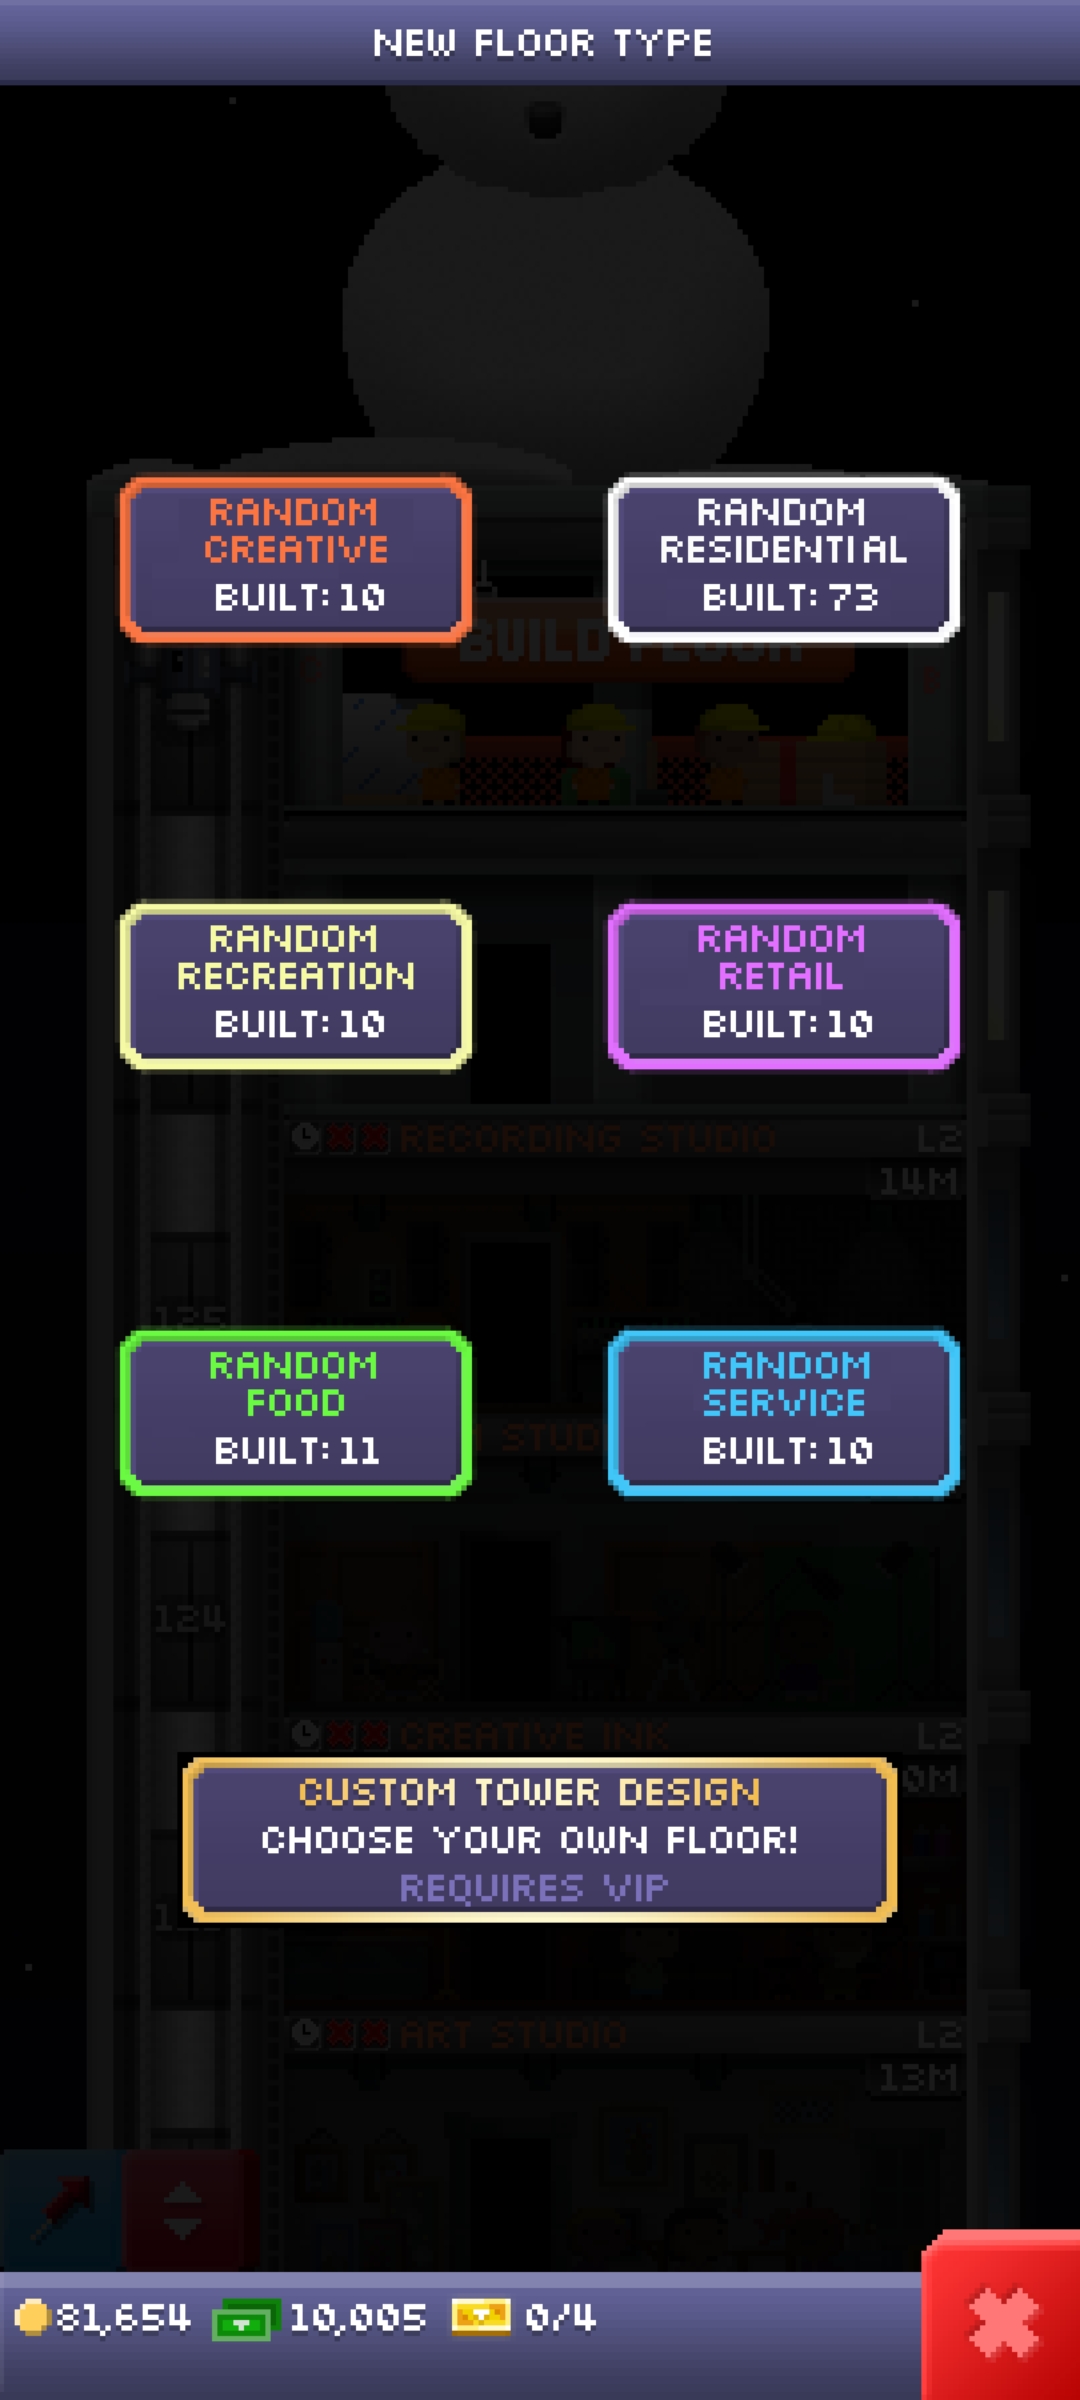 NEW FLOOR TYPE
RANDOM
CREATIVE
BUILT: 10
RANDOM
RESIDENTIAL
BUILT: 73
BUILD FLOOR
RANDOM
RECREATION
BUILT: 10
RANDOM
RETAIL
BUILT: 10
RECORDING STUDIO
L2
14M
125
RANDOM
FOOD
BUILT: 11
RANDOM
SERVICE
BUILT: 10
124
CREATIVE INK
L2
0M
CUSTOM TOWER DESIGN
CHOOSE YOUR OWN FLOOR!
REQUIRES VIP
ART STUDIO
L2
13M
81,654
10,005
0/4